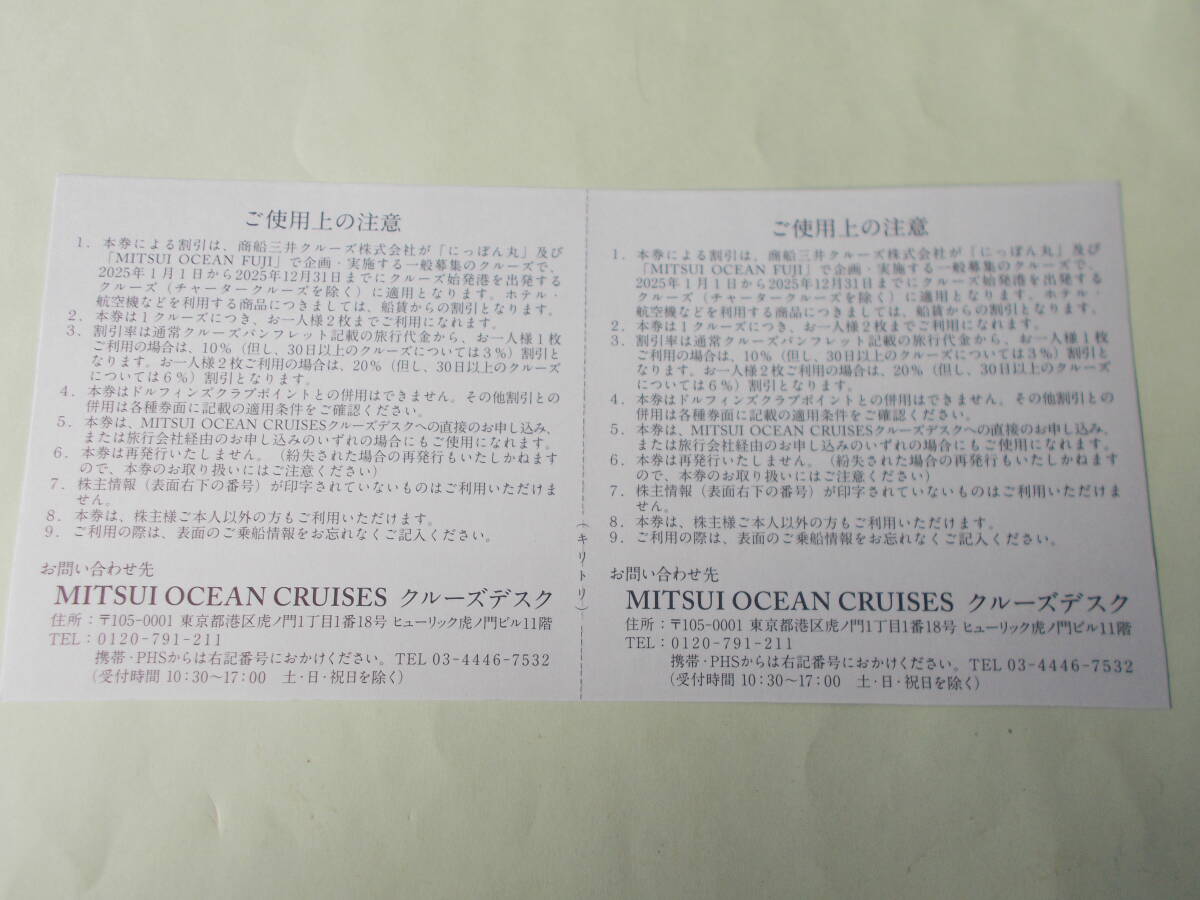 ご使用上の注意
1. 本券による割引は、商船三井クルーズ株式会社が「にっぽん丸」及び
「MITSUI OCEAN FUJI」で企画・実施する一般募集のクルーズで、
2025年1月1日から2025年12月31日までにクルーズ始発港を出発する
クルーズ（チャータークルーズを除く）に適用となります。ホテル・
航空機などを利用する商品につきましては、船賃からの割引となります。
2. 本券は1クルーズにつき、お一人様2枚までご利用になれます。
3. 割引率は通常クルーズパンフレット記載の旅行代金から、お一人様1枚
ご利用の場合は、10%（但し、30日以上のクルーズについては3%）割引と
なります。お一人様2枚ご利用の場合は、20%（但し、30日以上のクルーズ
については6%）割引となります。
4. 本券はドルフィンズクラブポイントとの併用はできません。その他割引との
併用は各種券面に記載の適用条件をご確認ください。
5. 本券は、MITSUI OCEAN CRUISESクルーズデスクへの直接のお申し込み、
または旅行会社経由のお申し込みのいずれの場合にもご使用になれます。
6. 本券は再発行いたしません。（紛失された場合の再発行もいたしかねます
ので、本券のお取り扱いにはご注意ください）
7. 株主情報（表面右下の番号）が印字されていないものはご利用いただけま
せん。
8. 本券は、株主様ご本人以外の方もご利用いただけます。
9. ご利用の際は、表面のご乗船情報をお忘れなくご記入ください。
お問い合わせ先
MITSUI OCEAN CRUISES クルーズデスク
住所：〒105-0001 東京都港区虎ノ門1丁目1番18号 ヒューリック虎ノ門ビル11階
TEL：0120-791-211
携帯・PHSからは右記番号におかけください。TEL 03-4446-7532
（受付時間 10：30〜17：00 土・日・祝日を除く）
（キリトリ）
ご使用上の注意
1. 本券による割引は、商船三井クルーズ株式会社が「にっぽん丸」及び
「MITSUI OCEAN FUJI」で企画・実施する一般募集のクルーズで、
2025年1月1日から2025年12月31日までにクルーズ始発港を出発する
クルーズ（チャータークルーズを除く）に適用となります。ホテル・
航空機などを利用する商品につきましては、船賃からの割引となります。
2. 本券は1クルーズにつき、お一人様2枚までご利用になれます。
3. 割引率は通常クルーズパンフレット記載の旅行代金から、お一人様1枚
ご利用の場合は、10%（但し、30日以上のクルーズについては3%）割引と
なります。お一人様2枚ご利用の場合は、20%（但し、30日以上のクルーズ
については6%）割引となります。
4. 本券はドルフィンズクラブポイントとの併用はできません。その他割引との
併用は各種券面に記載の適用条件をご確認ください。
5. 本券は、MITSUI OCEAN CRUISESクルーズデスクへの直接のお申し込み、
または旅行会社経由のお申し込みのいずれの場合にもご使用になれます。
6. 本券は再発行いたしません。（紛失された場合の再発行もいたしかねます
ので、本券のお取り扱いにはご注意ください）
7. 株主情報（表面右下の番号）が印字されていないものはご利用いただけま
せん。
8. 本券は、株主様ご本人以外の方もご利用いただけます。
9. ご利用の際は、表面のご乗船情報をお忘れなくご記入ください。
お問い合わせ先
MITSUI OCEAN CRUISES クルーズデスク
住所：〒105-0001 東京都港区虎ノ門1丁目1番18号 ヒューリック虎ノ門ビル11階
TEL：0120-791-211
携帯・PHSからは右記番号におかけください。TEL 03-4446-7532
（受付時間 10：30〜17：00 土・日・祝日を除く）